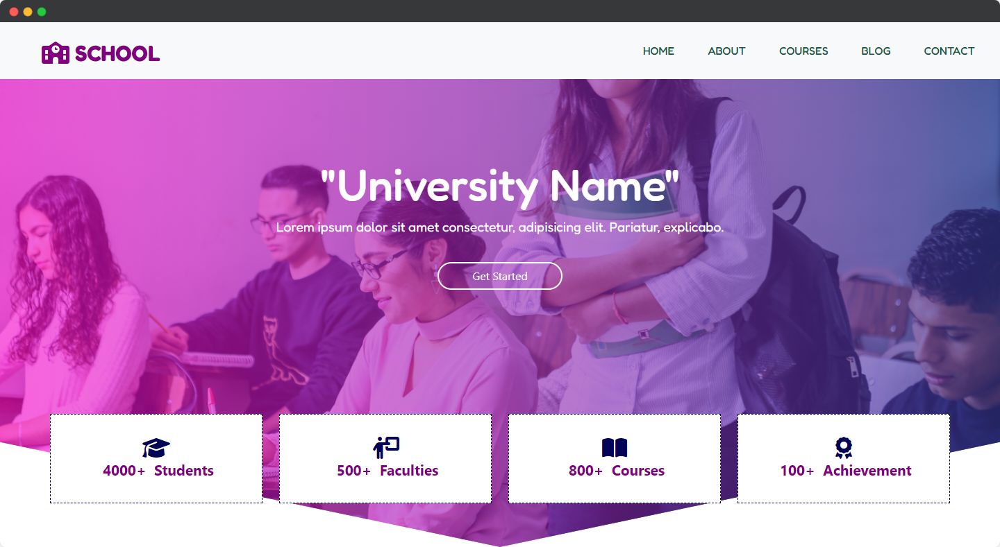 SCHOOL
HOME ABOUT COURSES BLOG CONTACT
"University Name"
Lorem ipsum dolor sit amet consectetur, adipisicing elit. Pariatur, explicabo.
Get Started
4000+ Students
500+ Faculties
800+ Courses
100+ Achievement